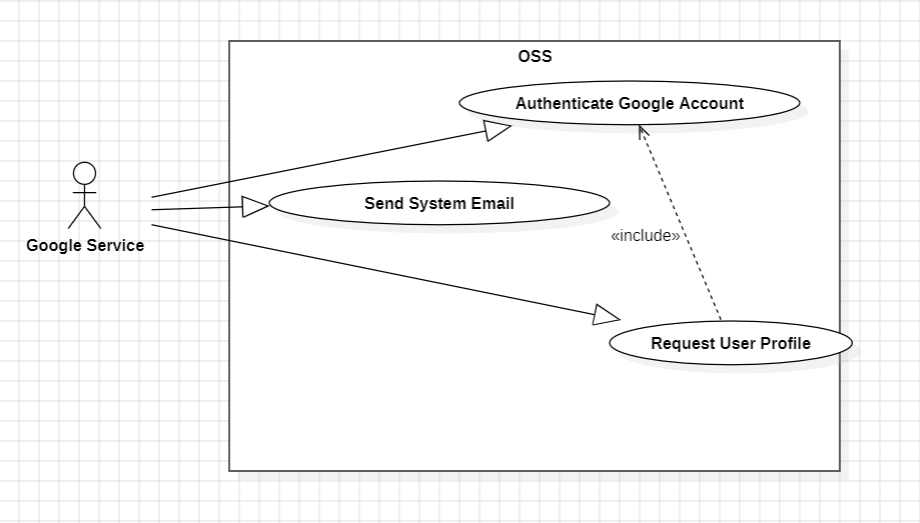 OSS
Authenticate Google Account
Send System Email
«include»
Google Service
Request User Profile